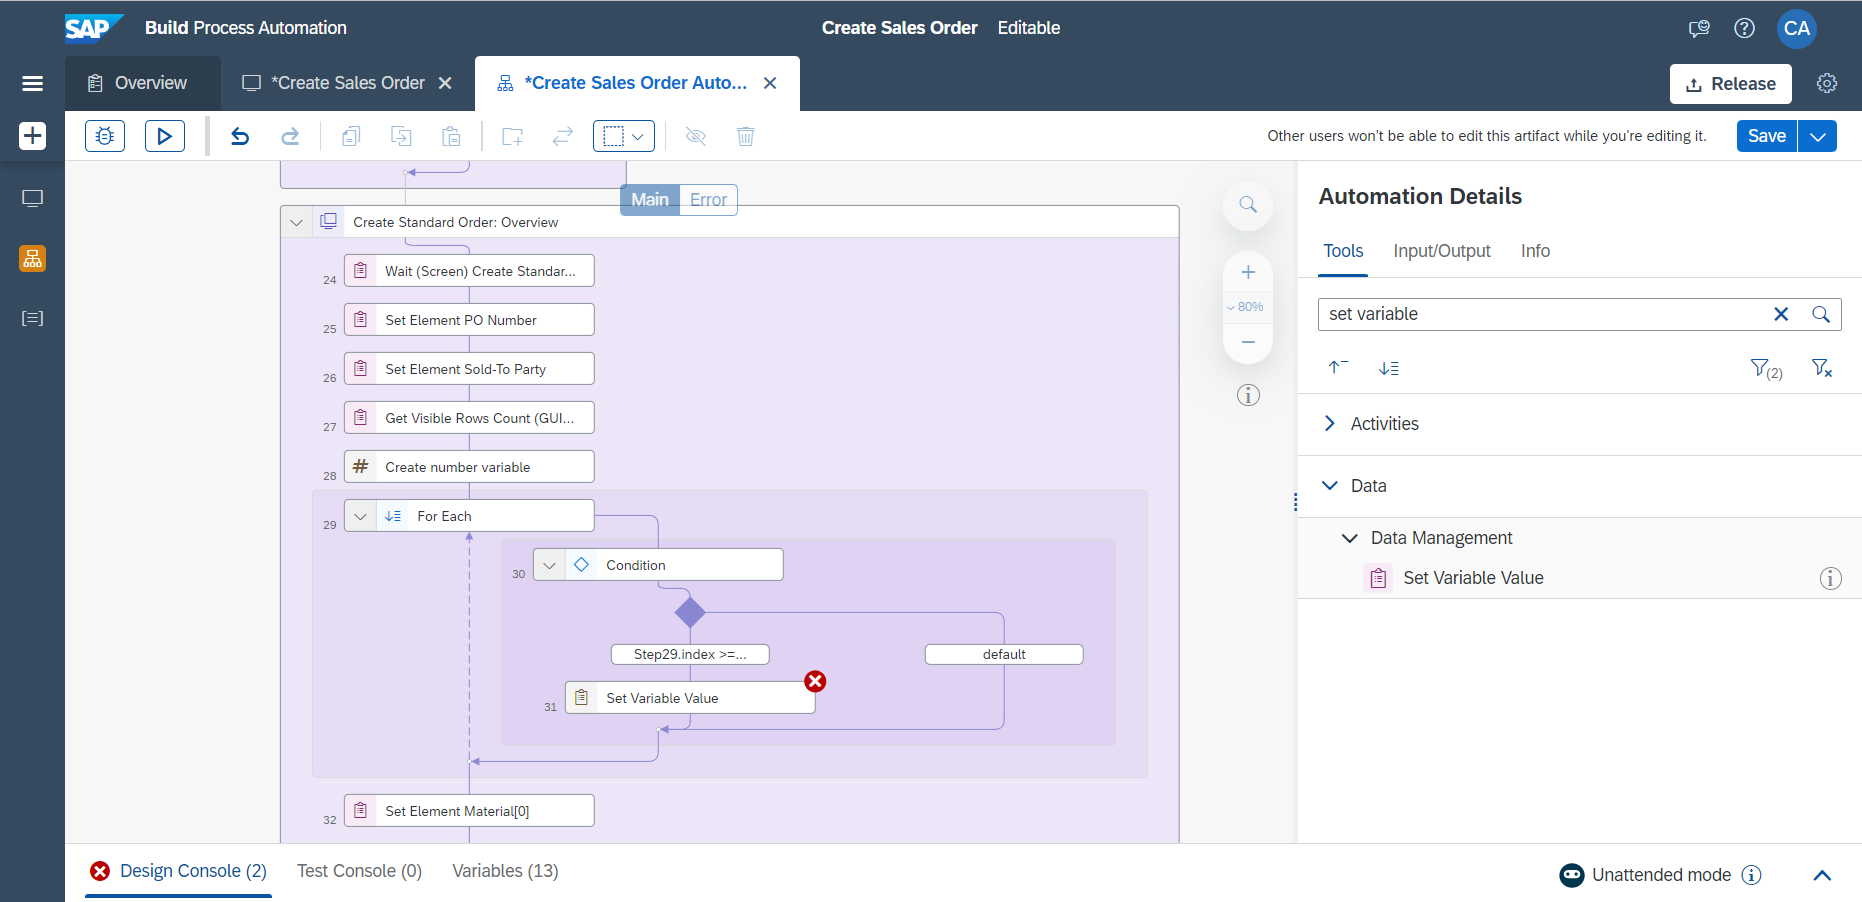 SAP Build Process Automation
Create Sales Order Editable
CA
Overview
*Create Sales Order
*Create Sales Order Auto...
Release
Other users won't be able to edit this artifact while you're editing it.
Save
Main
Error
Create Standard Order: Overview
24 Wait (Screen) Create Standar...
25 Set Element PO Number
26 Set Element Sold-To Party
27 Get Visible Rows Count (GUI...
28 # Create number variable
29 For Each
30 Condition
Step29.index >=...
default
31 Set Variable Value
32 Set Element Material[0]
80%
Automation Details
Tools Input/Output Info
set variable
(2)
Activities
Data
Data Management
Set Variable Value
Design Console (2) Test Console (0) Variables (13)
Unattended mode